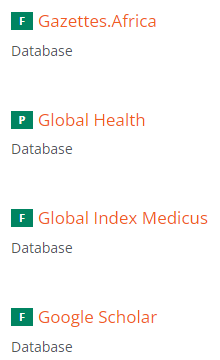 F Gazettes.Africa
Database
P Global Health
Database
F Global Index Medicus
Database
F Google Scholar
Database